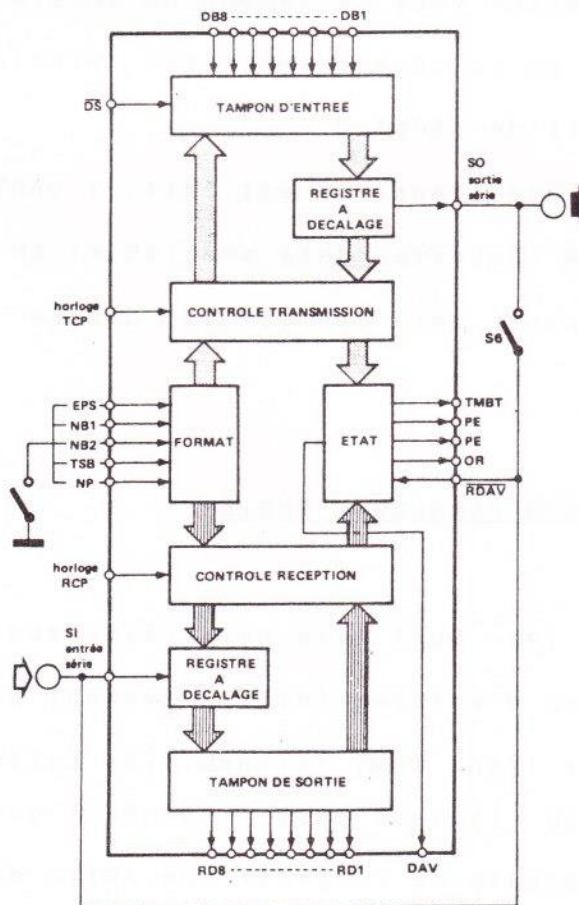 DB8 DB1
DS
TAMPON D'ENTREE
SO
sortie
série
REGISTRE
A
DECALAGE
horloge
TCP
CONTROLE TRANSMISSION
S6
EPS
NB1
NB2
TSB
NP
FORMAT
ETAT
TMBT
PE
PE
OR
RDAV
horloge
RCP
CONTROLE RECEPTION
SI
entrée
série
REGISTRE
A
DECALAGE
TAMPON DE SORTIE
RD8 RD1
DAV